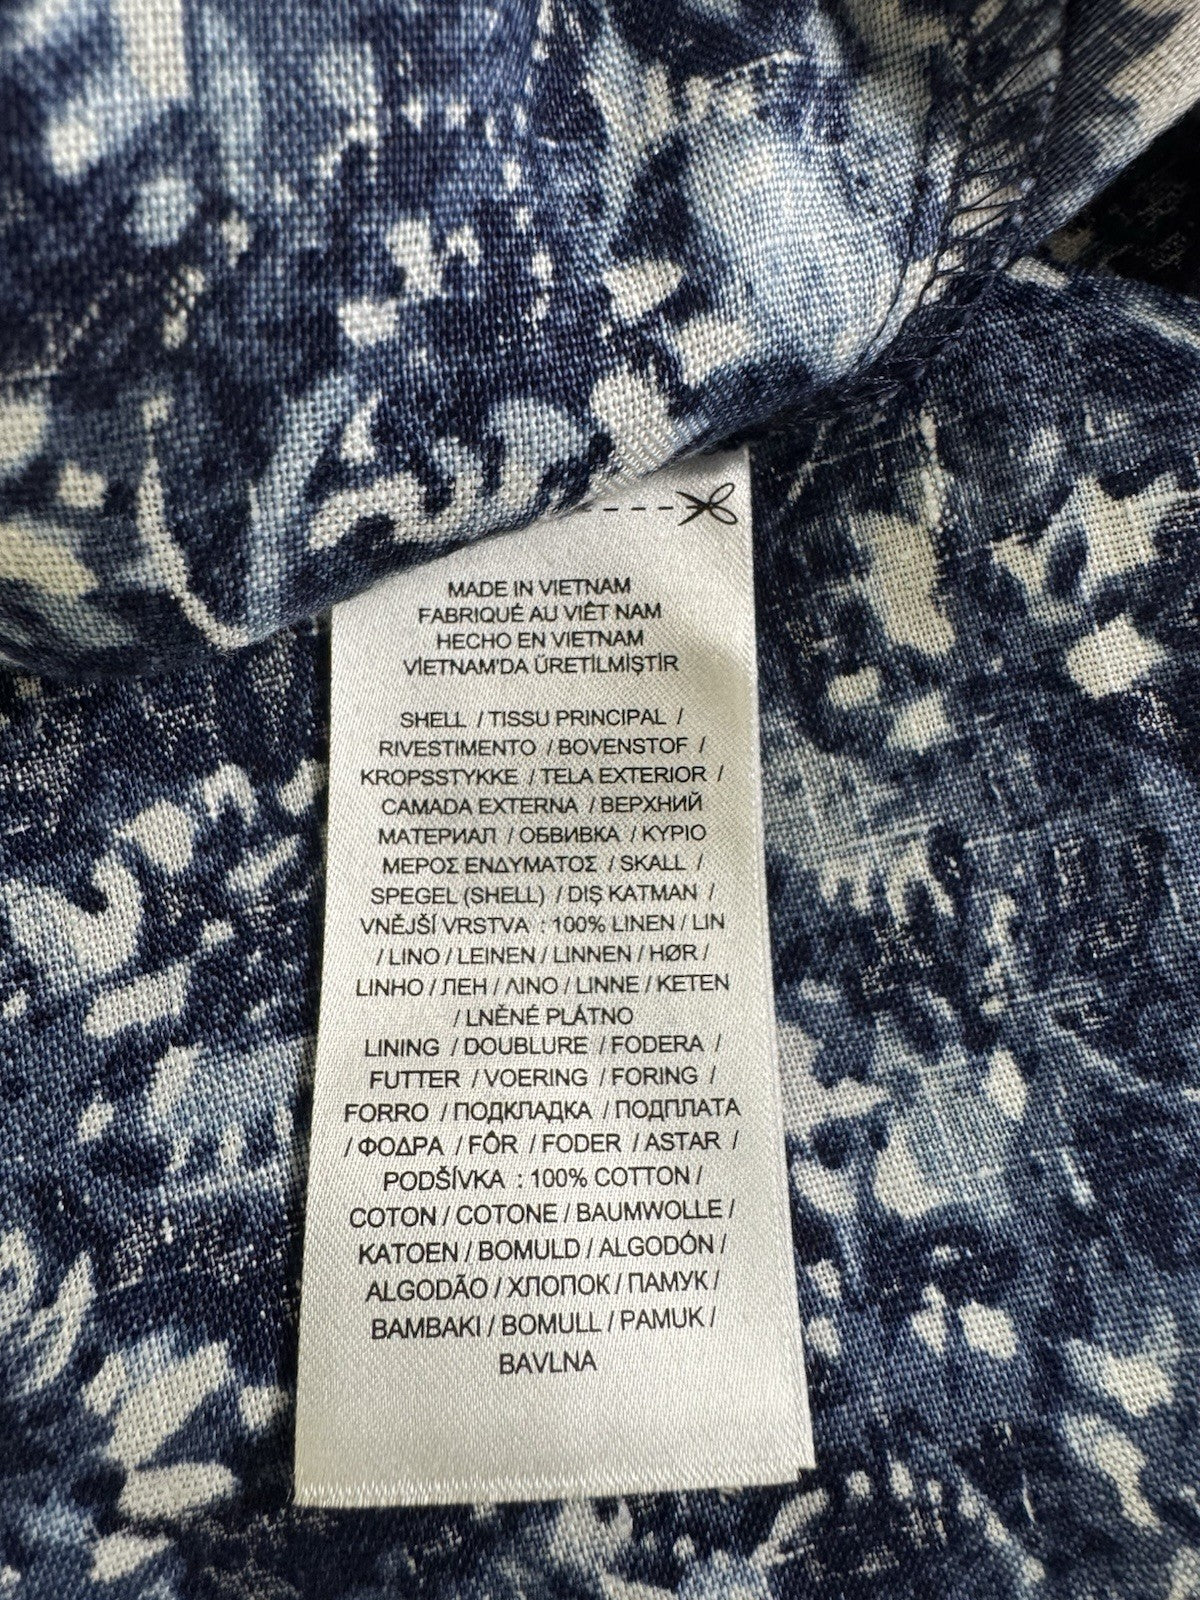 MADE IN VIETNAM
FABRIQUÉ AU VIÊT NAM
HECHO EN VIETNAM
VİETNAM'DA ÜRETİLMİŞTİR
SHELL / TISSU PRINCIPAL /
RIVESTIMENTO / BOVENSTOF /
KROPSSTYKKE / TELA EXTERIOR /
CAMADA EXTERNA / ВЕРХНИЙ
МАТЕРИАЛ / ОБВИВКА / ΚΥΡΙΟ
ΜΕΡΟΣ ΕΝΔΥΜΑΤΟΣ / SKALL /
SPEGEL (SHELL) / DIŞ KATMAN /
VNĚJŠÍ VRSTVA : 100% LINEN / LIN
/ LINO / LEINEN / LINNEN / HØR /
LINHO / ЛЕН / ΛΙΝΟ / LINNE / KETEN
/ LNĚNÉ PLÁTNO
LINING / DOUBLURE / FODERA /
FUTTER / VOERING / FORING /
FORRO / ПОДКЛАДКА / ПОДПЛАТА
/ ΦΟΔΡΑ / FÔR / FODER / ASTAR /
PODŠÍVKA : 100% COTTON /
COTON / COTONE / BAUMWOLLE /
KATOEN / BOMULD / ALGODÓN /
ALGODÃO / ХЛОПОК / ПАМУК /
ΒΑΜΒΑΚΙ / BOMULL / PAMUK /
BAVLNA